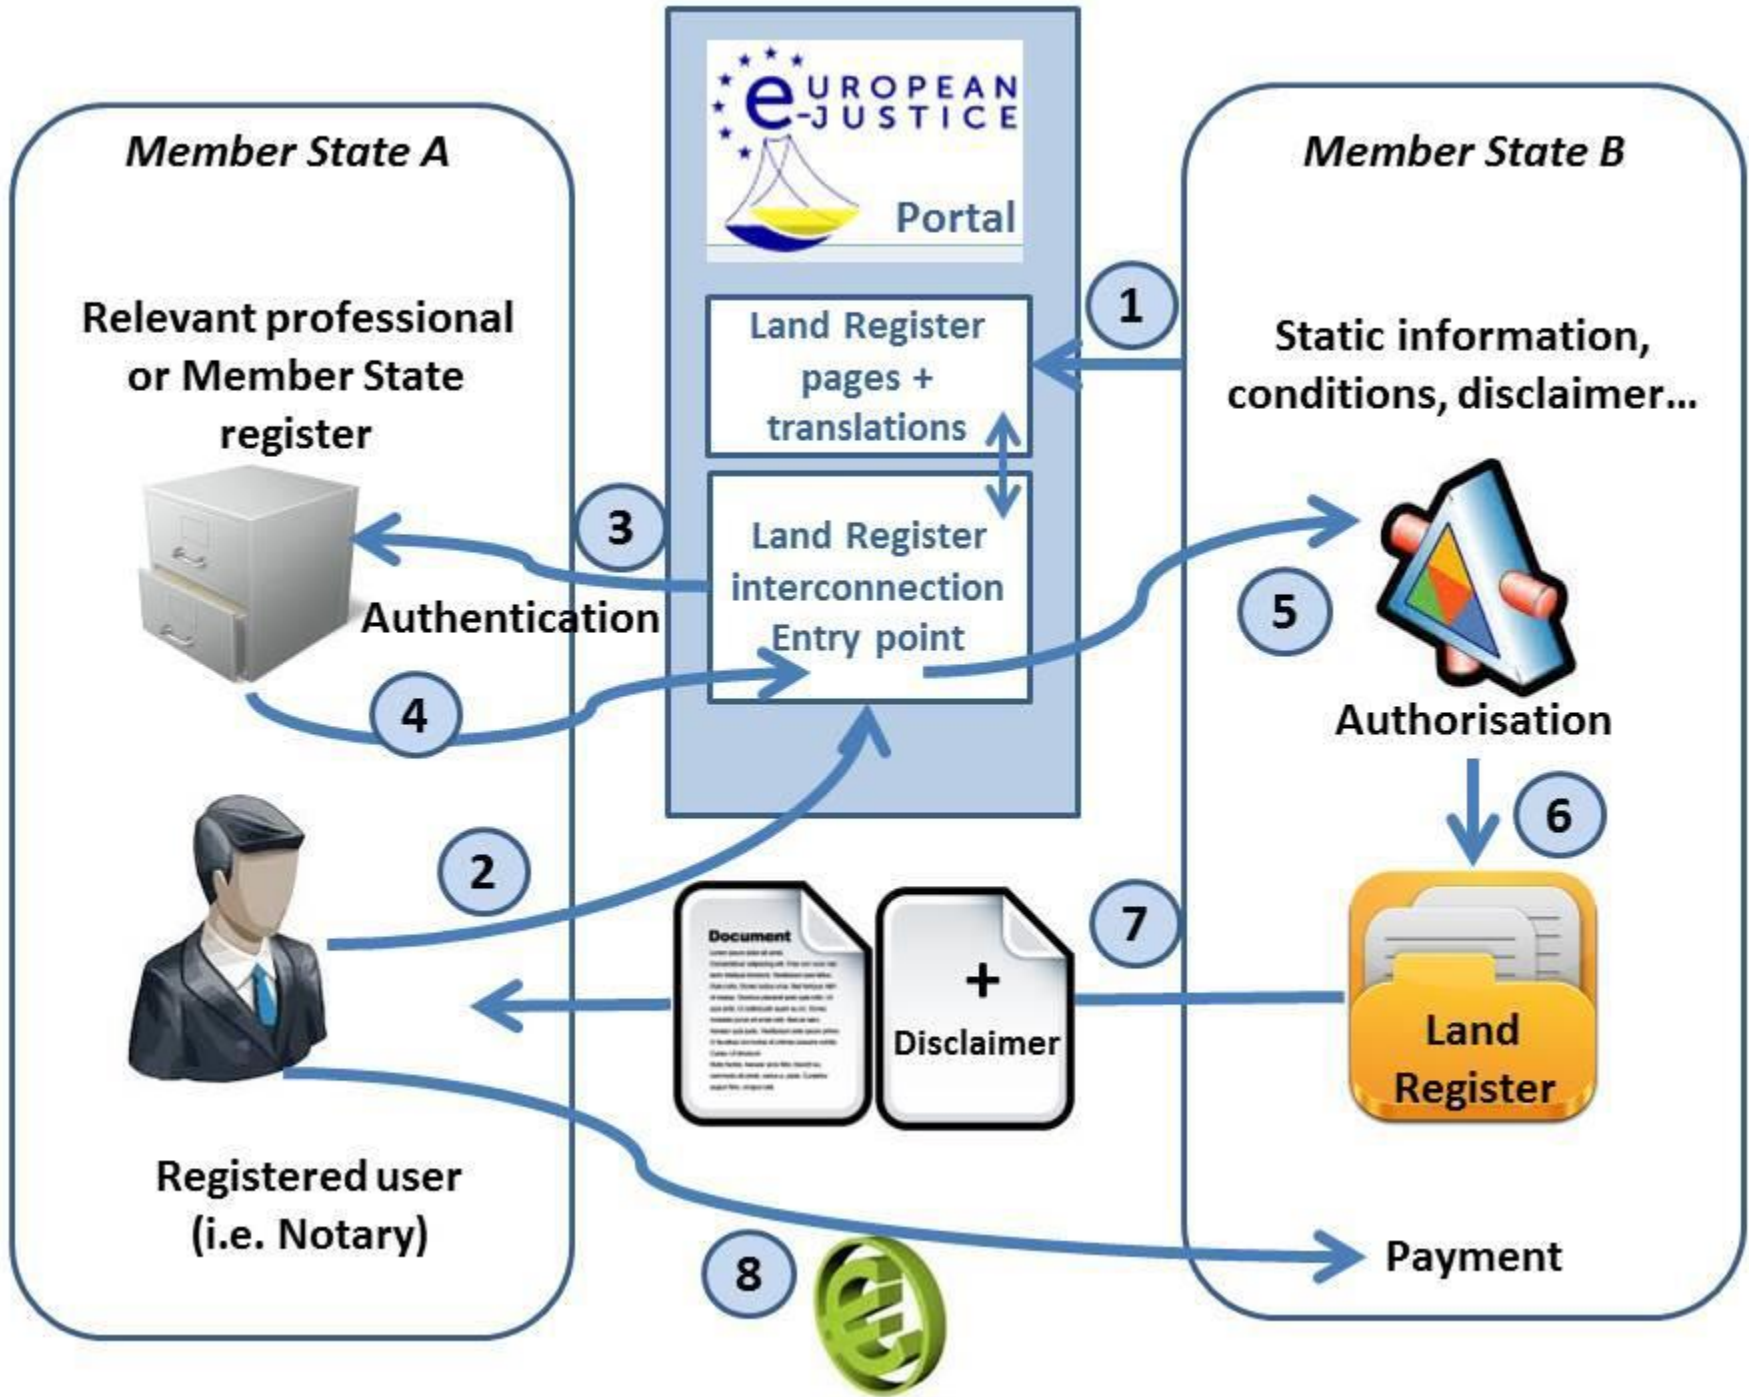 eUROPEAN
-JUSTICE
Portal
Member State A
Member State B
Relevant professional
or Member State
register
Land Register
pages +
translations
1
Static information,
conditions, disclaimer...
3
Land Register
interconnection
Entry point
Authentication
4
5
Authorisation
6
2
7
Document
+
Disclaimer
Land
Register
Registered user
(i.e. Notary)
8
€
Payment